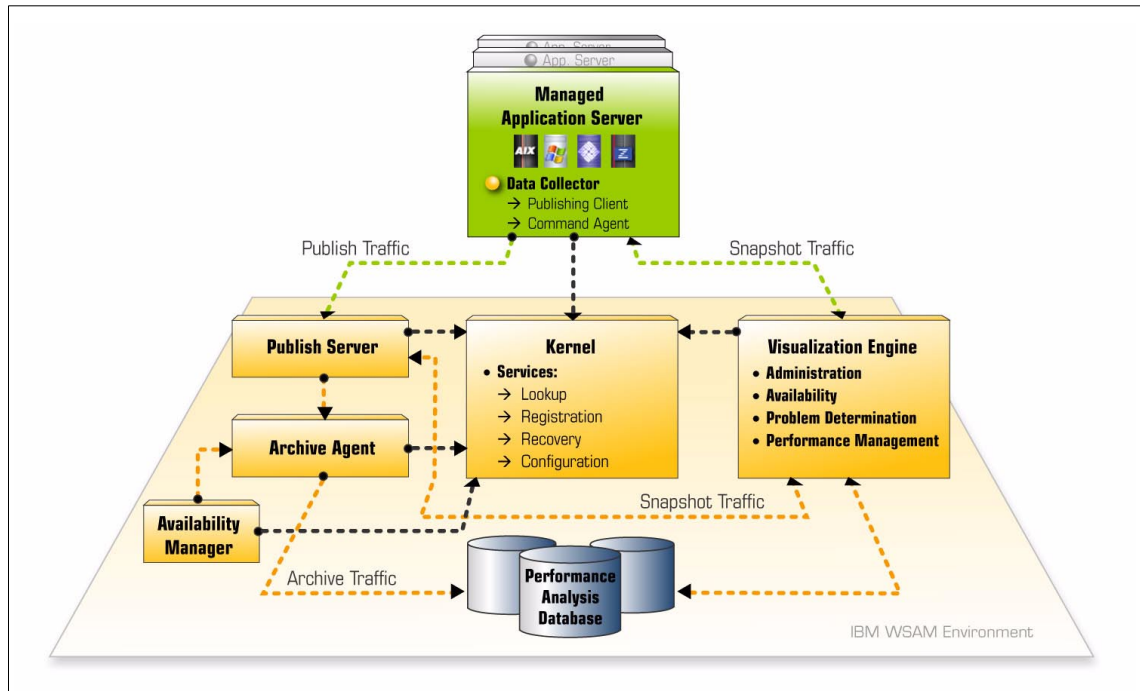 App. Server
App. Server
Managed
Application Server
AIX
Z
Data Collector
→ Publishing Client
→ Command Agent
Publish Traffic
Snapshot Traffic
Publish Server
Kernel
• Services:
→ Lookup
→ Registration
→ Recovery
→ Configuration
Visualization Engine
• Administration
• Availability
• Problem Determination
• Performance Management
Archive Agent
Snapshot Traffic
Availability
Manager
Archive Traffic
Performance
Analysis
Database
IBM WSAM Environment